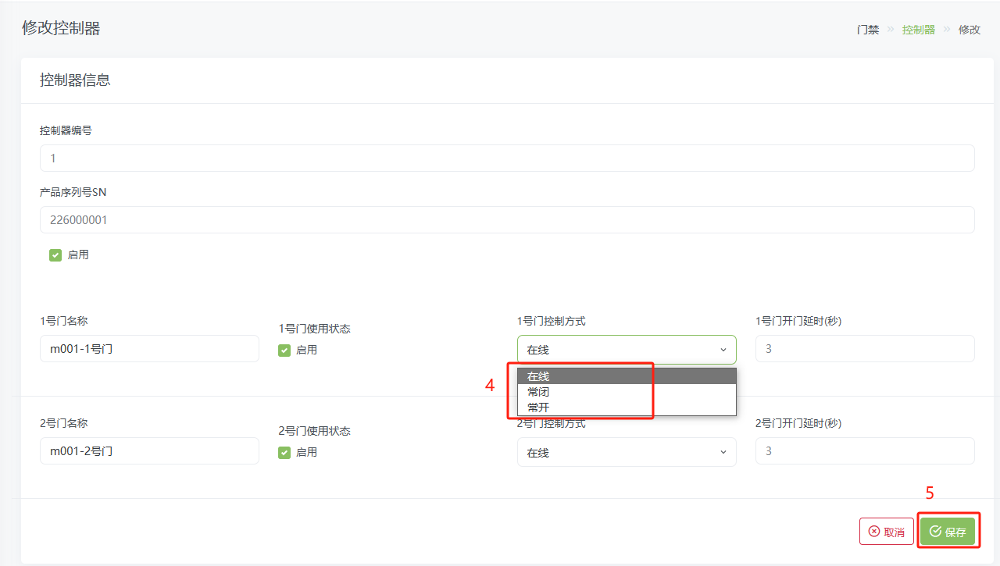 修改控制器
门禁 » 控制器 » 修改
控制器信息
控制器编号
1
产品序列号SN
226000001
启用
1号门名称
1号门使用状态
1号门控制方式
1号门开门延时(秒)
m001-1号门
启用
在线
3
4
在线
常闭
常开
2号门名称
2号门使用状态
2号门控制方式
2号门开门延时(秒)
m001-2号门
启用
在线
3
5
取消
保存